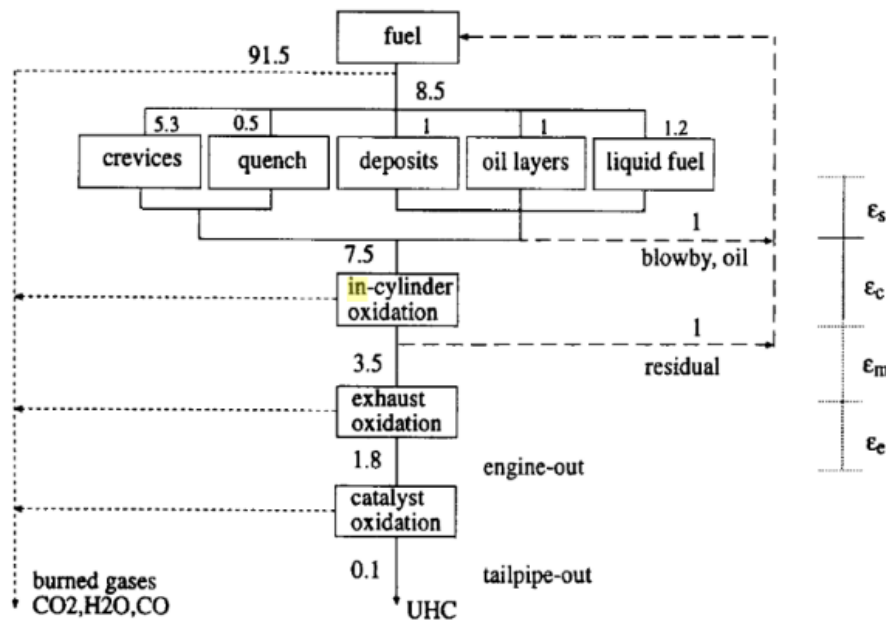 fuel
91.5
8.5
5.3
0.5
1
1
1.2
crevices
quench
deposits
oil layers
liquid fuel
εs
1
blowby, oil
7.5
in-cylinder
oxidation
εc
1
residual
3.5
εm
exhaust
oxidation
εe
1.8
engine-out
catalyst
oxidation
0.1
tailpipe-out
burned gases
CO2,H2O,CO
UHC